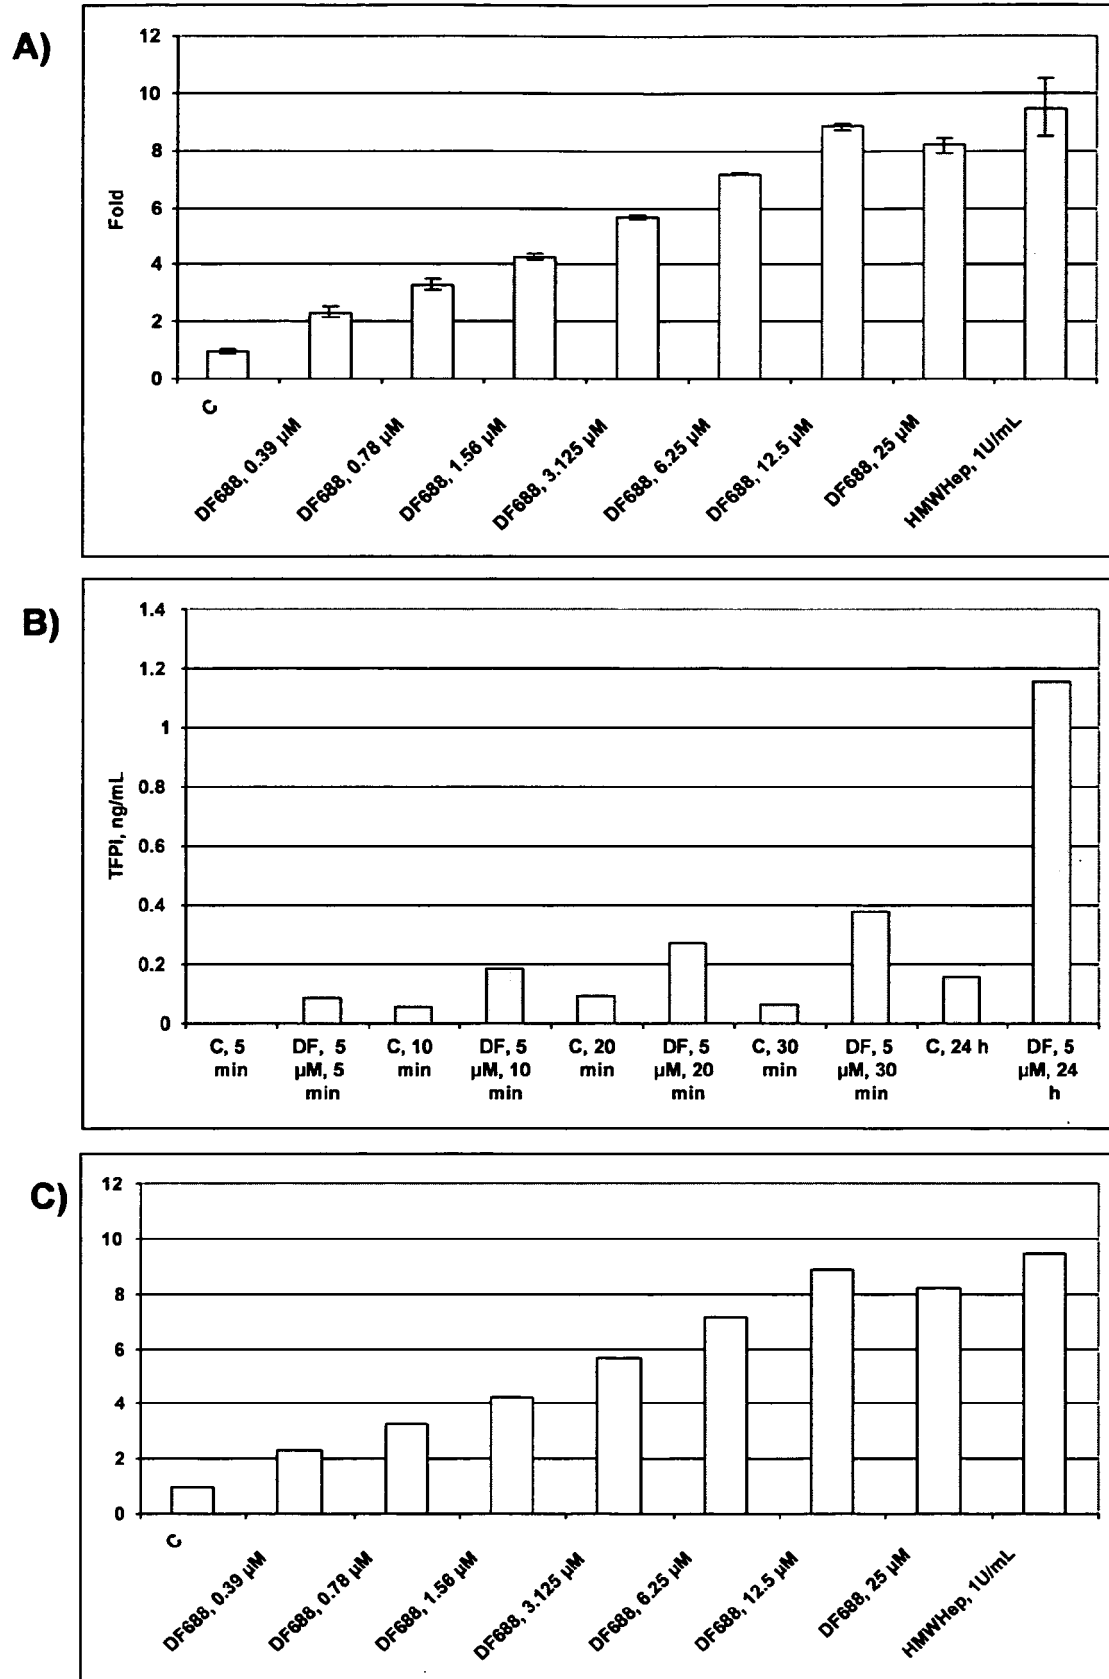 A)
12
10
8
6
4
2
0
Fold
C
DF688, 0.39 µM
DF688, 0.78 µM
DF688, 1.56 µM
DF688, 3.125 µM
DF688, 6.25 µM
DF688, 12.5 µM
DF688, 25 µM
HMWHep, 1U/mL
B)
1.4
1.2
1
0.8
0.6
0.4
0.2
0
TFPI, ng/mL
C, 5
min
DF, 5
µM, 5
min
C, 10
min
DF, 5
µM, 10
min
C, 20
min
DF, 5
µM, 20
min
C, 30
min
DF, 5
µM, 30
min
C, 24 h
DF, 5
µM, 24
h
C)
12
10
8
6
4
2
0
C
DF688, 0.39 µM
DF688, 0.78 µM
DF688, 1.56 µM
DF688, 3.125 µM
DF688, 6.25 µM
DF688, 12.5 µM
DF688, 25 µM
HMWHep, 1U/mL